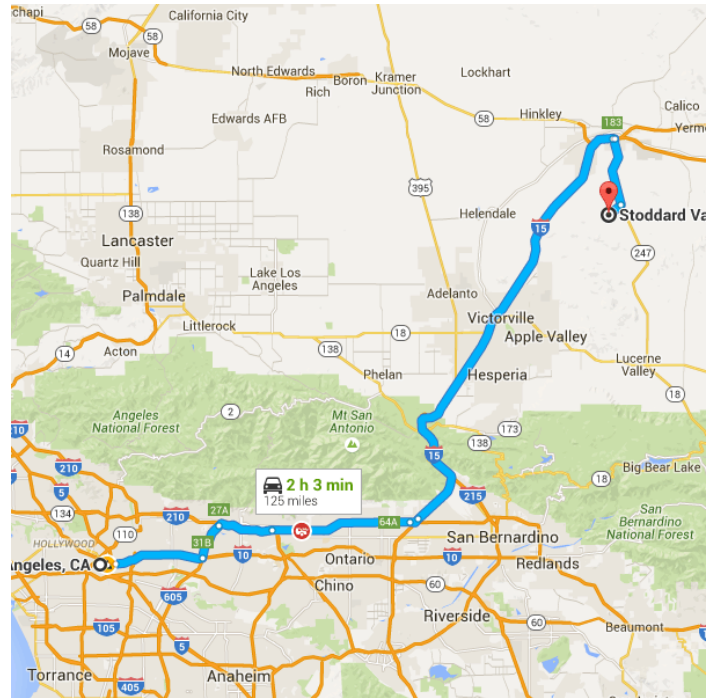 chapi
58
California City
58
Mojave
14
North Edwards
Boron
Rich
Kramer
Junction
Lockhart
Edwards AFB
58
Hinkley
183
Calico
Yermo
Rosamond
395
138
Helendale
15
Stoddard Va
Lancaster
247
Quartz Hill
Lake Los
Angeles
Palmdale
Adelanto
Victorville
Littlerock
18
Apple Valley
138
14
Acton
Phelan
Hesperia
Lucerne
Valley
18
2
Mt San
Antonio
Angeles
National Forest
138
173
15
18
Big Bear Lake
210
210
5
134
110
HOLLYWOOD
27A
210
2 h 3 min
125 miles
64A
215
San Bernardino
National Forest
31B
San Bernardino
Angeles, CA
10
Ontario
10
Redlands
Chino
60
605
Riverside
60
Beaumont
105
5
Torrance
405
Anaheim